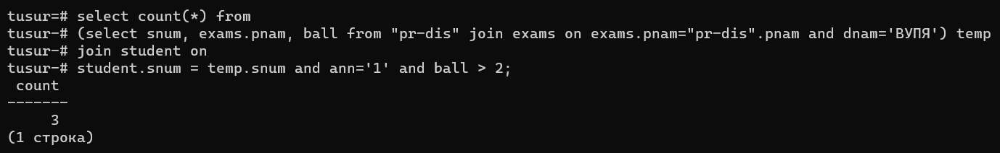 tusur=# select count(*) from
tusur-# (select snum, exams.pnam, ball from "pr-dis" join exams on exams.pnam="pr-dis".pnam and dnam='ВУПЯ') temp
tusur-# join student on
tusur-# student.snum = temp.snum and ann='1' and ball > 2;
 count
-------
     3
(1 строка)